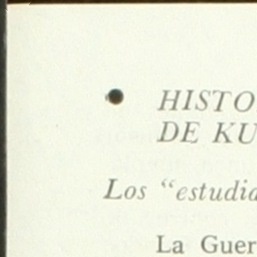 HISTO
DE KU
Los "estudia
La Guer